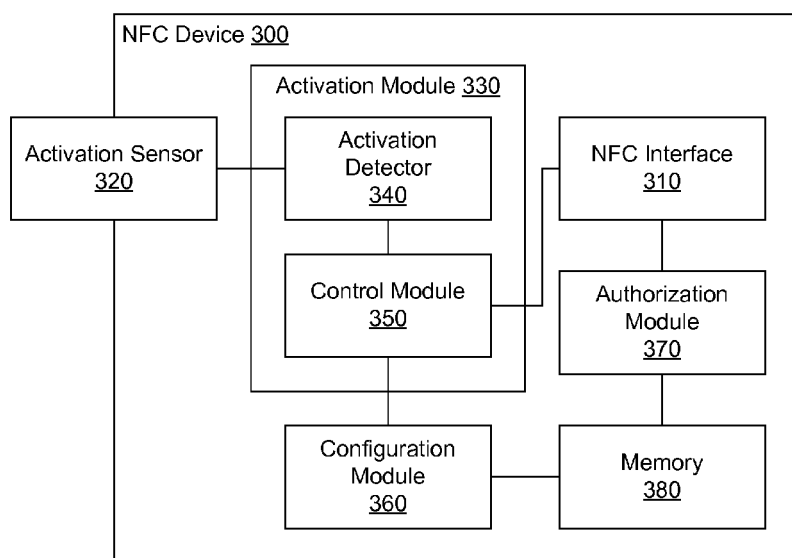 NFC Device 300
Activation Module 330
Activation Sensor
320
Activation
Detector
340
NFC Interface
310
Control Module
350
Authorization
Module
370
Configuration
Module
360
Memory
380